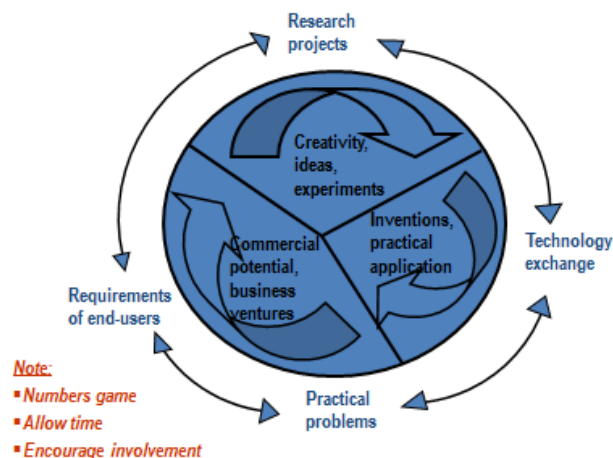 Research
projects
Creativity,
ideas,
experiments
Inventions,
practical
application
Commercial
potential,
business
ventures
Technology
exchange
Requirements
of end-users
Practical
problems
Note:
▪ Numbers game
▪ Allow time
▪ Encourage involvement